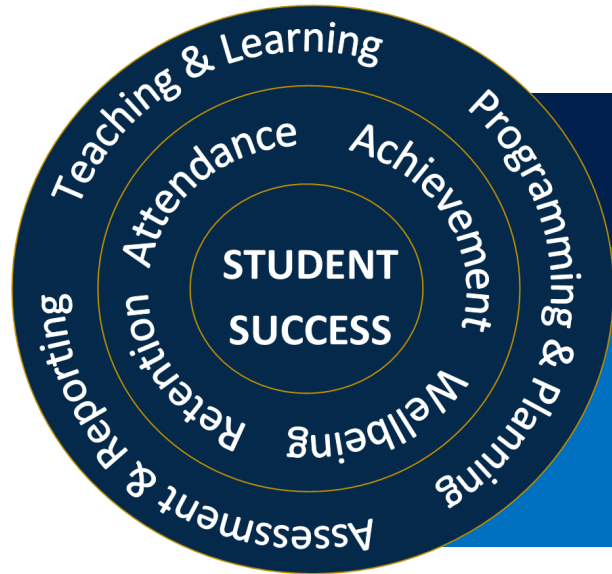 Teaching & Learning
Programming & Planning
Assessment & Reporting
Attendance
Achievement
Wellbeing
Retention
STUDENT
SUCCESS